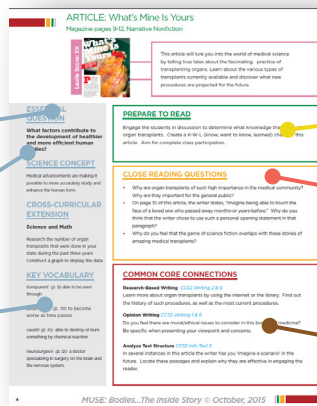 ARTICLE: What's Mine Is Yours
Magazine pages 9-12, Narrative Nonfiction
What's
Mine Is
Yours
Lexile Score: XX
This article will lure you into the world of medical science
by telling true tales about the fascinating practice of
transplanting organs. Learn about the various types of
transplants currently available and discover what new
procedures are projected for the future.
ESSENTIAL
QUESTION
What factors contribute to
the development of healthier
and more efficient human
bodies?
SCIENCE CONCEPT
Medical advancements are making it
possible to more accurately study and
enhance the human form.
CROSS-CURRICULAR
EXTENSION
Science and Math
Research the number of organ
transplants that were done in your
state during the past three years.
Construct a graph to display the data.
KEY VOCABULARY
transparent (p. 9) able to be seen
through
(p. 10) to become
worse as time passes
caustic (p. 10) able to destroy or burn
something by chemical reaction
neurosurgeon (p. 12) a doctor
specializing in surgery on the brain and
the nervous system
PREPARE TO READ
Engage the students in discussion to determine what knowledge the
organ transplants. Create a K-W-L (know, want to know, learned) cha this
article. Aim for complete class participation.
CLOSE READING QUESTIONS
• Why are organ transplants of such high importance in the medical community?
Why are they important for the general public?
• On page 10 of this article, the writer states, "Imagine being able to touch the
face of a loved one who passed away months-or years-before." Why do you
think that the writer chose to use such a personal opening statement in that
paragraph?
• Why do you feel that the genre of science fiction overlaps with these stories of
amazing transplants?
COMMON CORE CONNECTIONS
Research-Based Writing CCSS Writing 2 & 4
Learn more about organ transplants by using the internet or the library. Find out
the history of such procedures, as well as the most current procedures.
Opinion Writing CCSS Writing 1 & 6
Do you feel there are moral/ethical issues to consider in this medicine?
Be specific when presenting your viewpoint and concerns.
Analyze Text Structure CCSS Info Text 5
In several instances in this article the writer has you 'imagine a scenario' in the
future. Locate these passages and explain why they are effective in engaging the
reader.
4
MUSE: Bodies...The Inside Story © October, 2015